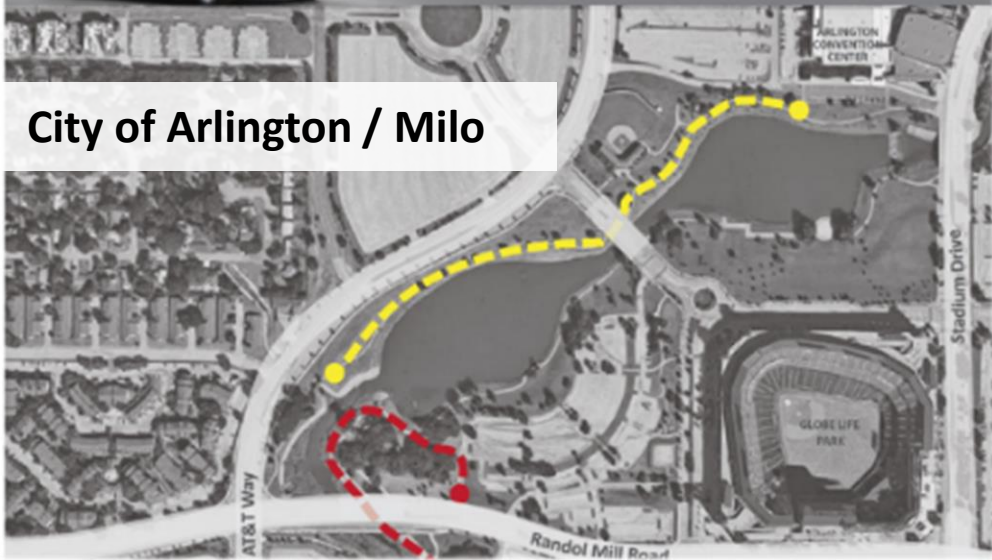 City of Arlington / Milo
ARLINGTON
CONVENTION
CENTER
Stadium Drive
GLOBE LIFE
PARK
AT&T Way
Randol Mill Road